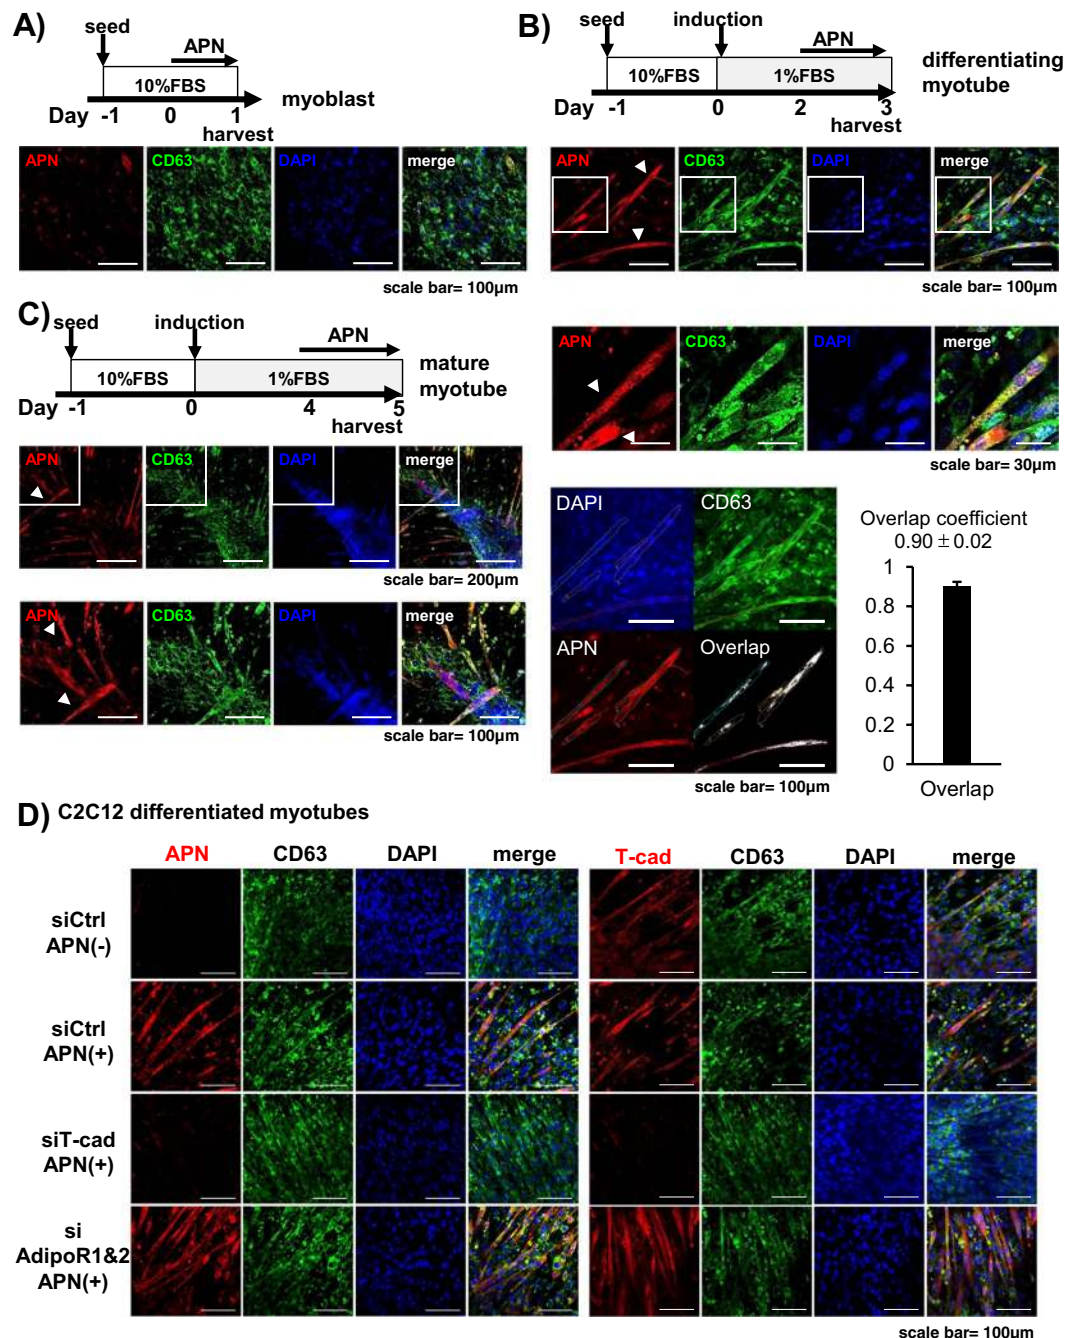 A)
seed
APN
10%FBS
myoblast
Day -1 0 1
harvest
APN CD63 DAPI merge
scale bar= 100µm
B)
seed
induction
APN
10%FBS 1%FBS
differentiating
myotube
-1 0 2 3
APN CD63 DAPI merge
scale bar= 100µm
APN CD63 DAPI merge
scale bar= 30µm
DAPI CD63
APN Overlap
scale bar= 100µm
Overlap coefficient
0.90 ± 0.02
1
0.8
0.6
0.4
0.2
0
Overlap
C)
seed
induction
APN
10%FBS 1%FBS
mature
myotube
Day -1 0 4 5
harvest
APN CD63 DAPI merge
scale bar= 200µm
APN CD63 DAPI merge
scale bar= 100µm
D) C2C12 differentiated myotubes
APN CD63 DAPI merge T-cad CD63 DAPI merge
siCtrl
APN(-)
siCtrl
APN(+)
siT-cad
APN(+)
si
AdipoR1&2
APN(+)
scale bar= 100µm